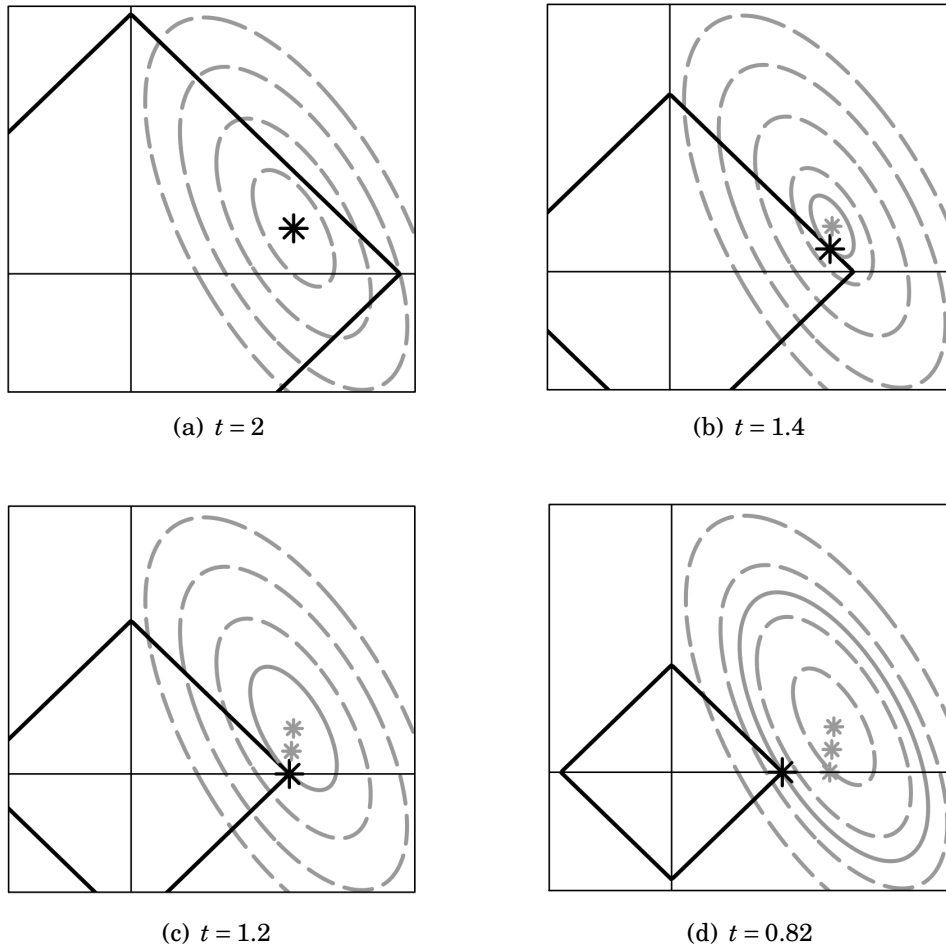 (a) t = 2
(b) t = 1.4
(c) t = 1.2
(d) t = 0.82